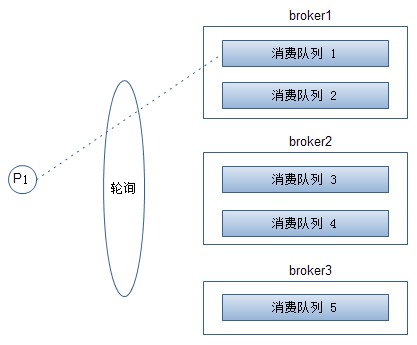 broker1
消费队列 1
消费队列 2
broker2
P1
轮询
消费队列 3
消费队列 4
broker3
消费队列 5